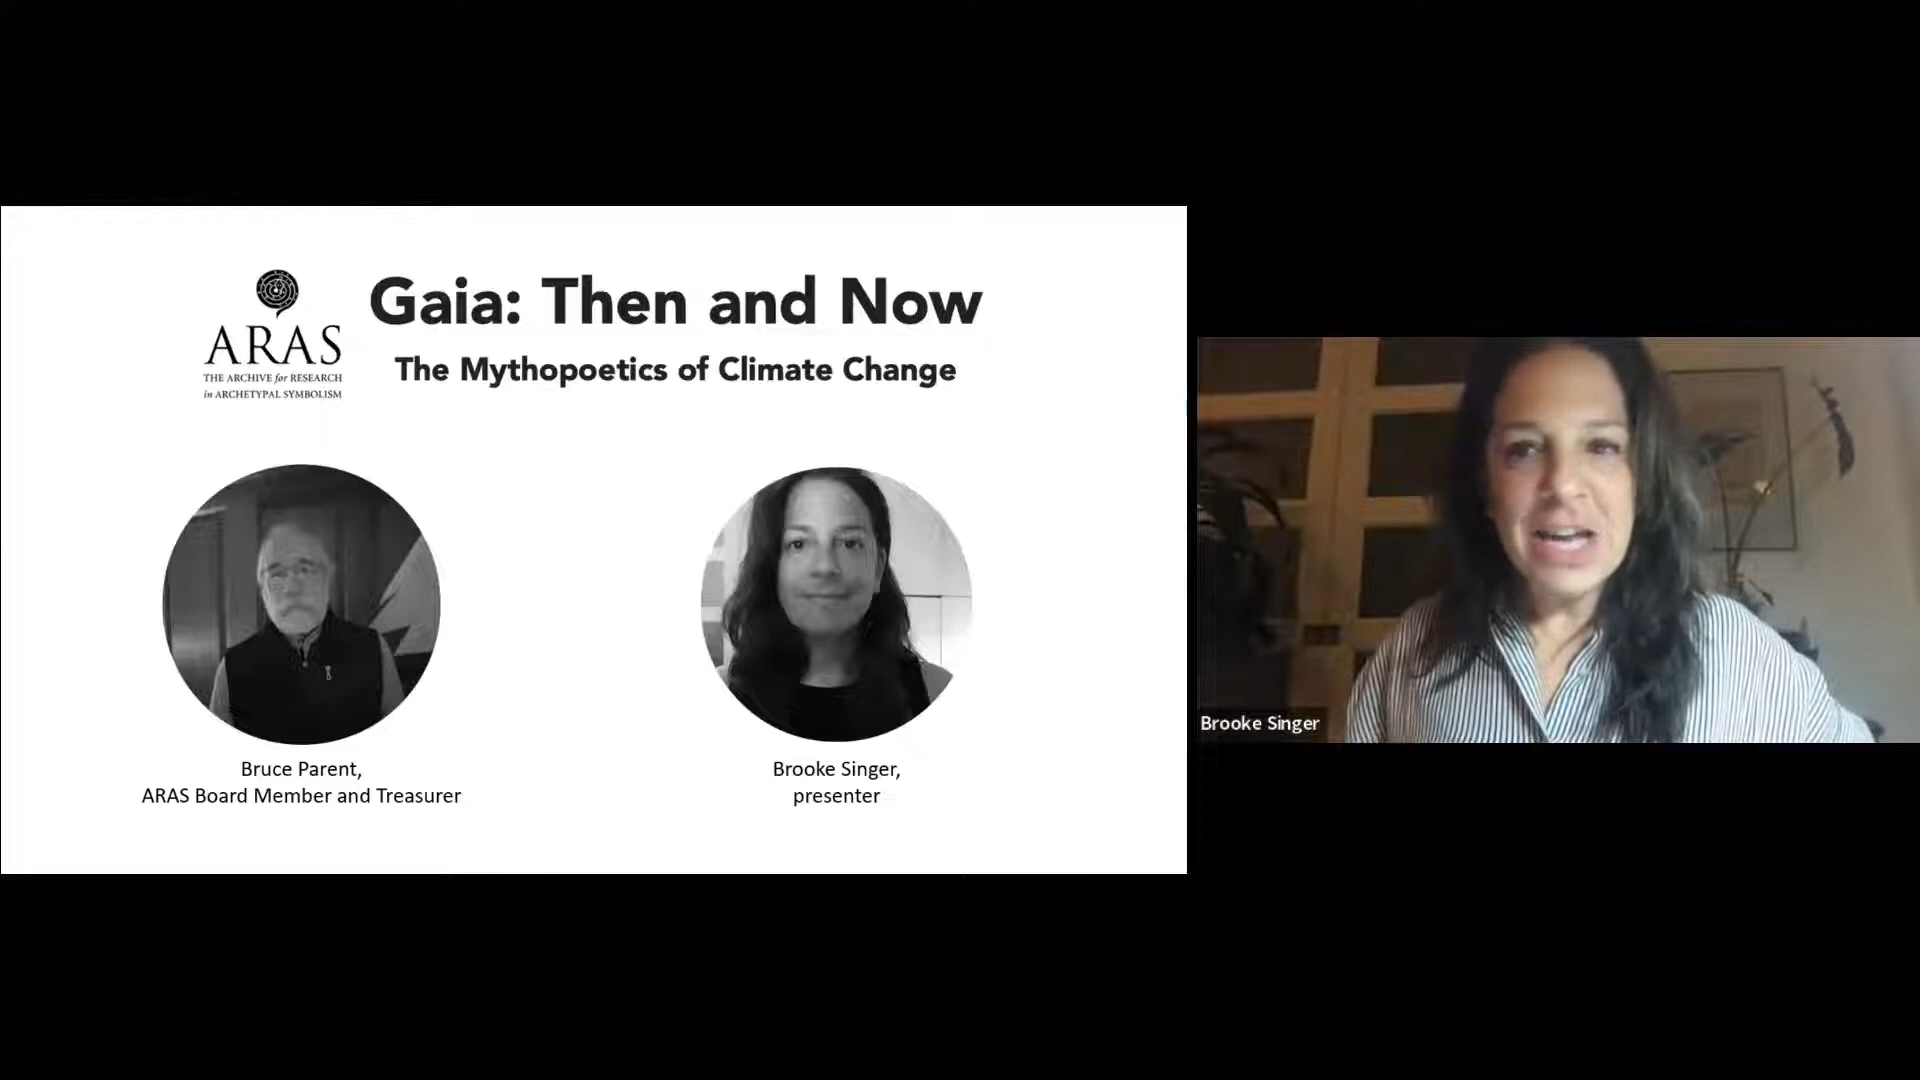 Gaia: Then and Now
The Mythopoetics of Climate Change
ARAS
THE ARCHIVE for RESEARCH
in ARCHETYPAL SYMBOLISM
Bruce Parent,
ARAS Board Member and Treasurer
Brooke Singer,
presenter
Brooke Singer